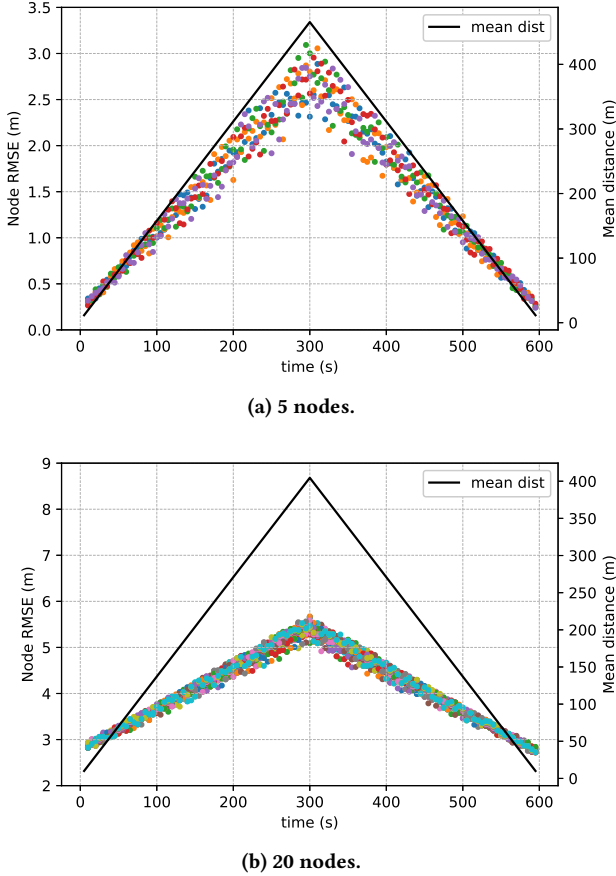 3.5
3.0
2.5
2.0
1.5
1.0
0.5
0.0
Node RMSE (m)
mean dist
400
300
200
100
0
Mean distance (m)
0 100 200 300 400 500 600
time (s)
(a) 5 nodes.
9
8
7
6
5
4
3
2
Node RMSE (m)
mean dist
400
350
300
250
200
150
100
50
0
Mean distance (m)
0 100 200 300 400 500 600
time (s)
(b) 20 nodes.